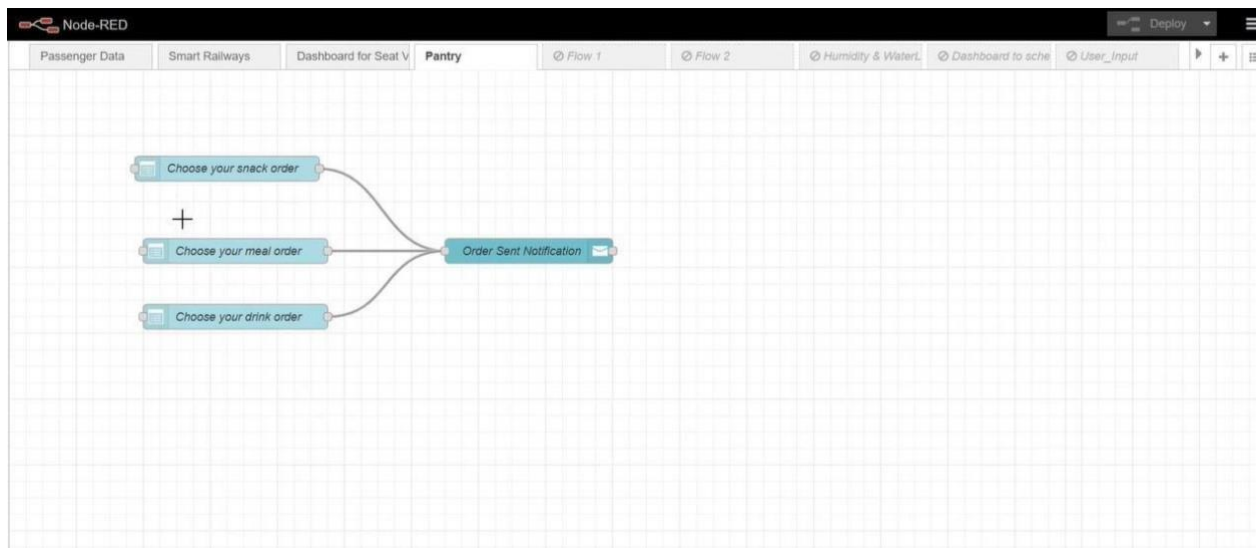 Node-RED
Deploy
Passenger Data
Smart Railways
Dashboard for Seat V
Pantry
Flow 1
Flow 2
Humidity & WaterL
Dashboard to sche
User_Input
Choose your snack order
Choose your meal order
Order Sent Notification
Choose your drink order